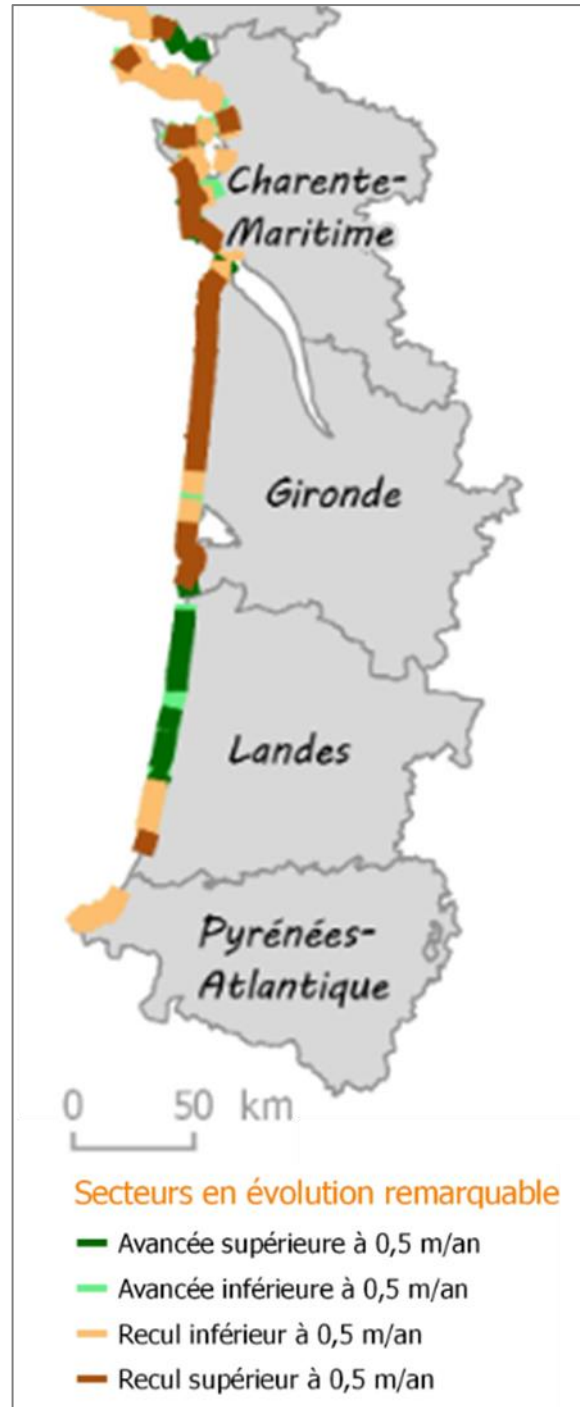 Charente-
Maritime
Gironde
Landes
Pyrénées-
Atlantique
0 50 km
Secteurs en évolution remarquable
Avancée supérieure à 0,5 m/an
Avancée inférieure à 0,5 m/an
Recul inférieur à 0,5 m/an
Recul supérieur à 0,5 m/an